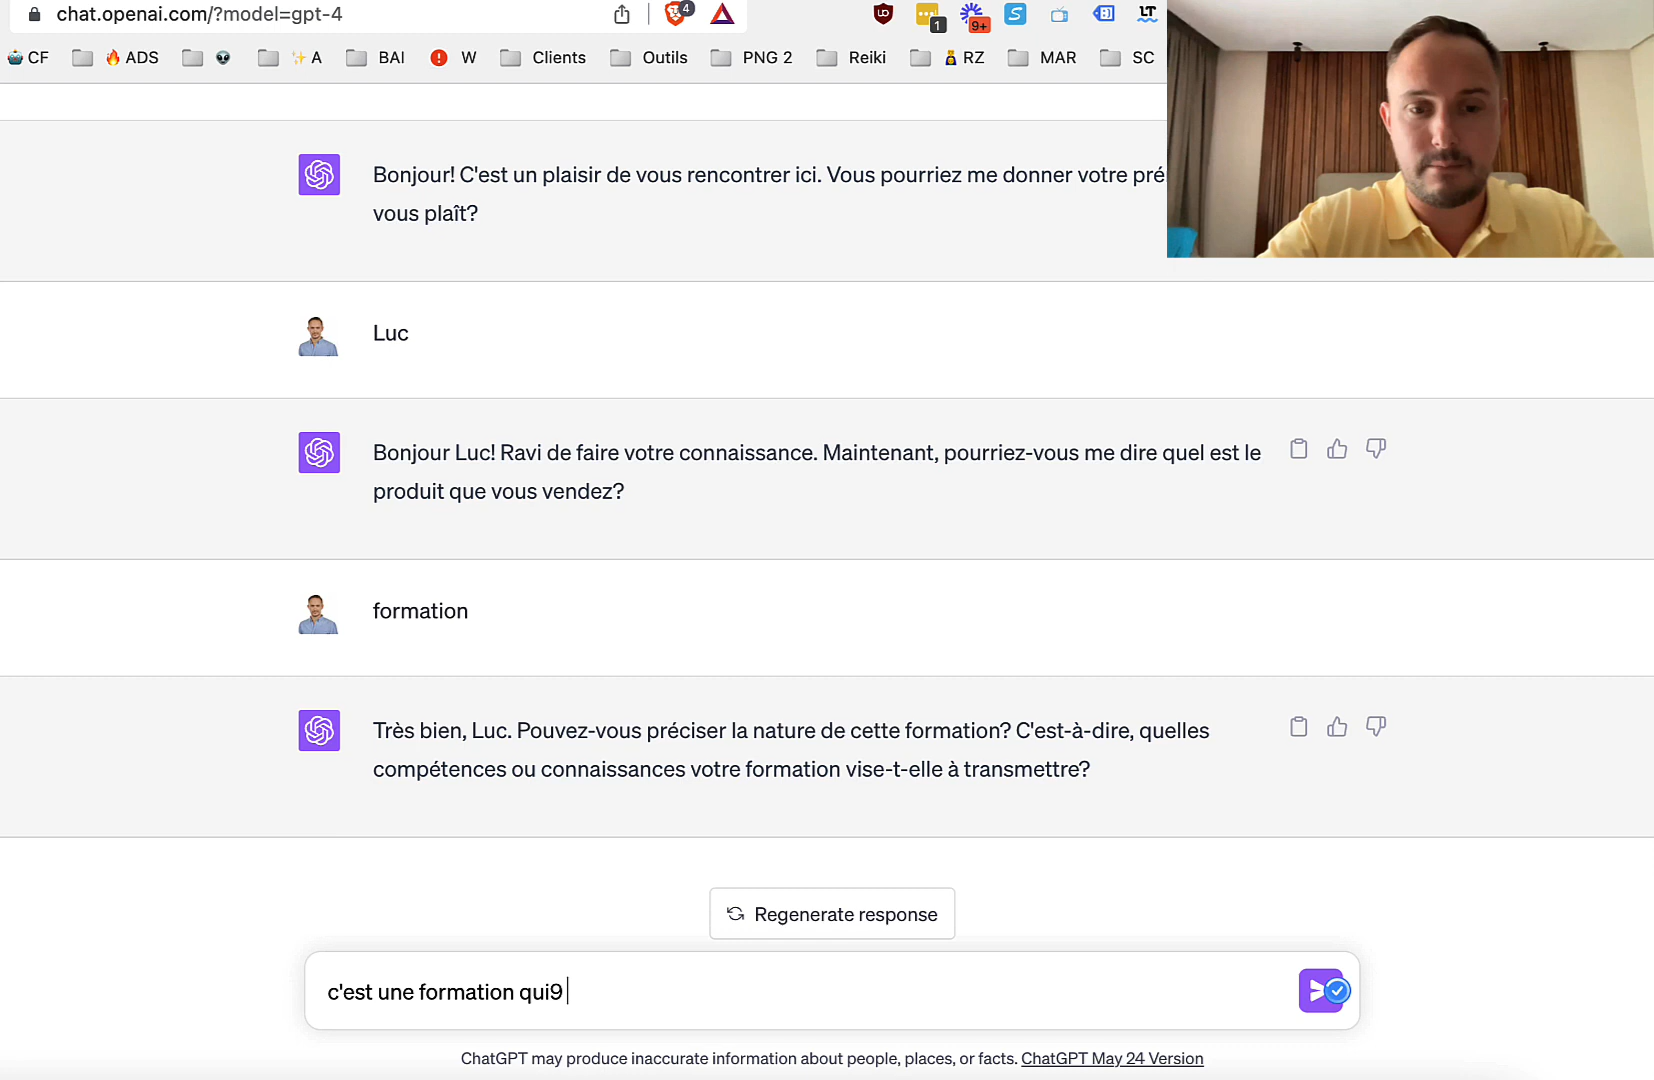 chat.openai.com/?model=gpt-4
4
1
9+
S
LT
CF
ADS
A
BAI
W
Clients
Outils
PNG 2
Reiki
RZ
MAR
SC
Bonjour! C'est un plaisir de vous rencontrer ici. Vous pourriez me donner votre pré
vous plaît?
Luc
Bonjour Luc! Ravi de faire votre connaissance. Maintenant, pourriez-vous me dire quel est le
produit que vous vendez?
formation
Très bien, Luc. Pouvez-vous préciser la nature de cette formation? C'est-à-dire, quelles
compétences ou connaissances votre formation vise-t-elle à transmettre?
Regenerate response
c'est une formation qui9
ChatGPT may produce inaccurate information about people, places, or facts. ChatGPT May 24 Version